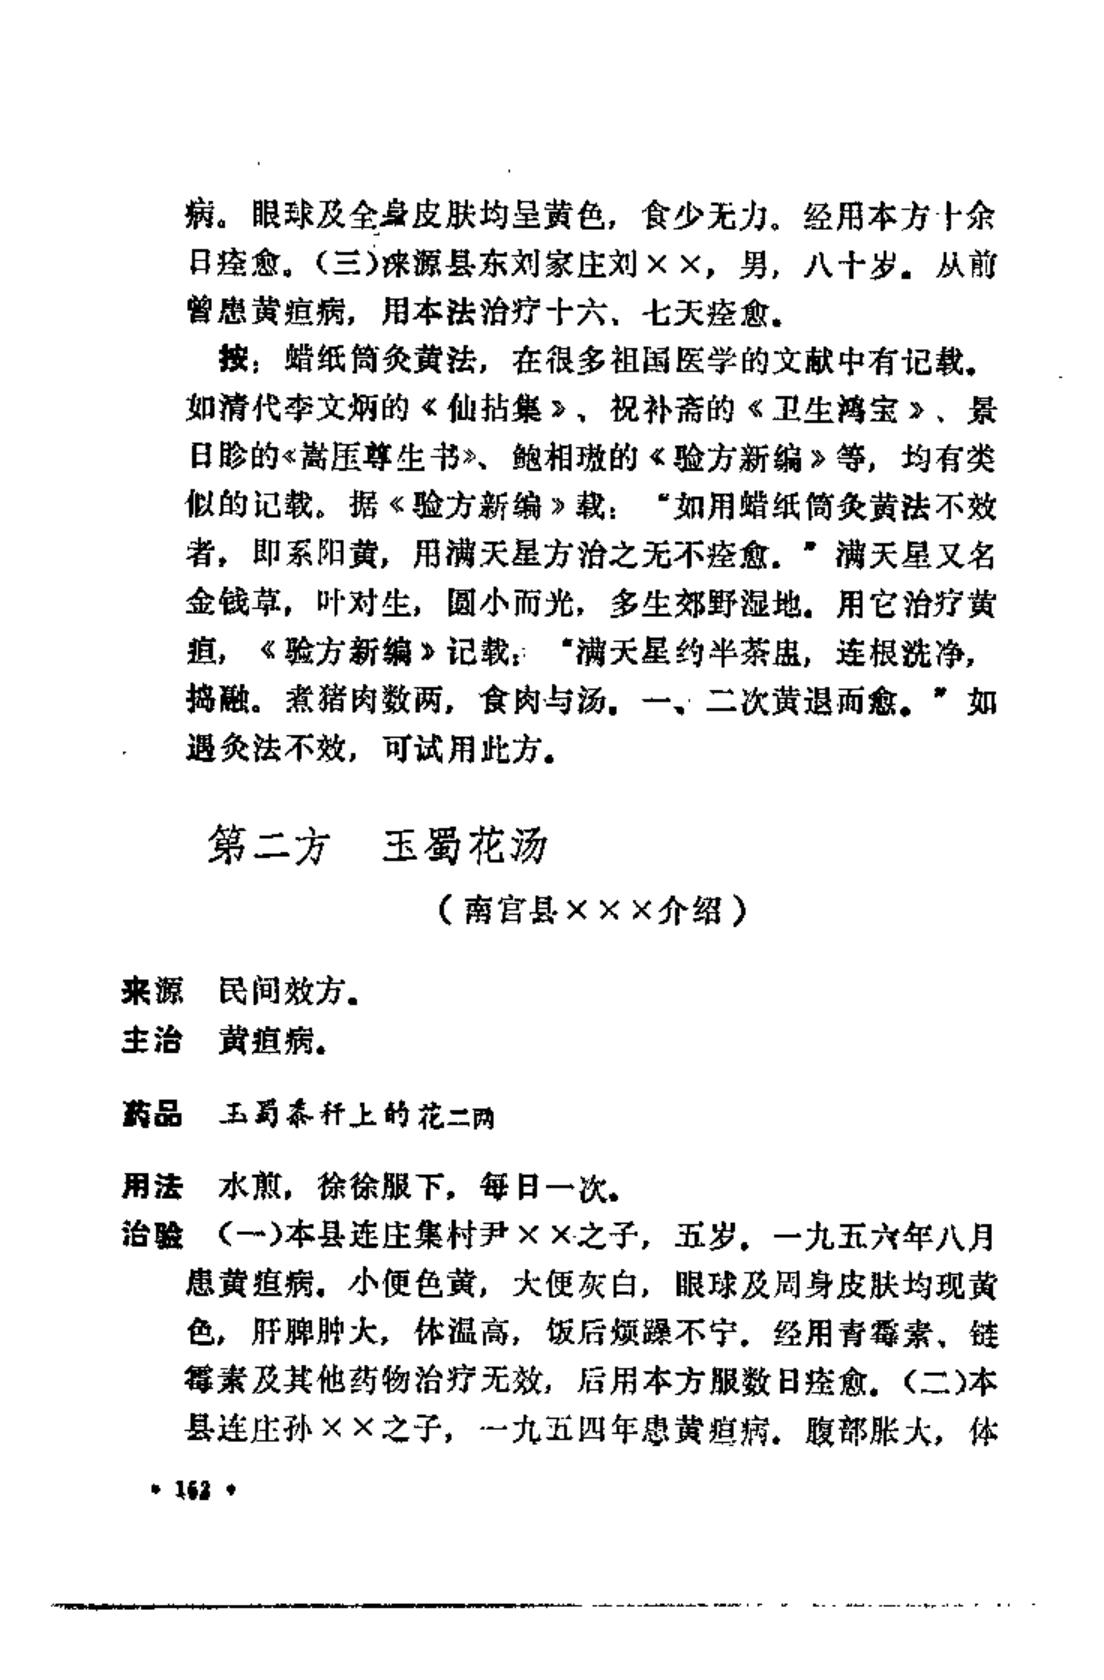 病。眼球及全身皮肤均呈黄色，食少无力。经用本方十余
日痊愈。（三）涞源县东刘家庄刘××，男，八十岁。从前
曾患黄疸病，用本法治疗十六、七天痊愈。
按：蜡纸筒灸黄法，在很多祖国医学的文献中有记载。
如清代李文炳的《仙拈集》、祝补斋的《卫生鸿宝》、景
日昣的《嵩厓尊生书》、鲍相璈的《验方新编》等，均有类
似的记载。据《验方新编》载：“如用蜡纸筒灸黄法不效
者，即系阳黄，用满天星方治之无不痊愈。”满天星又名
金钱草，叶对生，圆小而光，多生郊野湿地。用它治疗黄
疸，《验方新编》记载：“满天星约半茶盅，连根洗净，
捣融。煮猪肉数两，食肉与汤。一、二次黄退而愈。”如
遇灸法不效，可试用此方。
第二方 玉蜀花汤
（南宫县×××介绍）
来源 民间效方。
主治 黄疸病。
药品 玉蜀黍秆上的花二两
用法 水煎，徐徐服下，每日一次。
治验 （一）本县连庄集村尹××之子，五岁。一九五六年八月
患黄疸病。小便色黄，大便灰白，眼球及周身皮肤均现黄
色，肝脾肿大，体温高，饭后烦躁不宁。经用青霉素、链
霉素及其他药物治疗无效，后用本方服数日痊愈。（二）本
县连庄孙××之子，一九五四年患黄疸病。腹部胀大，体
• 162 •